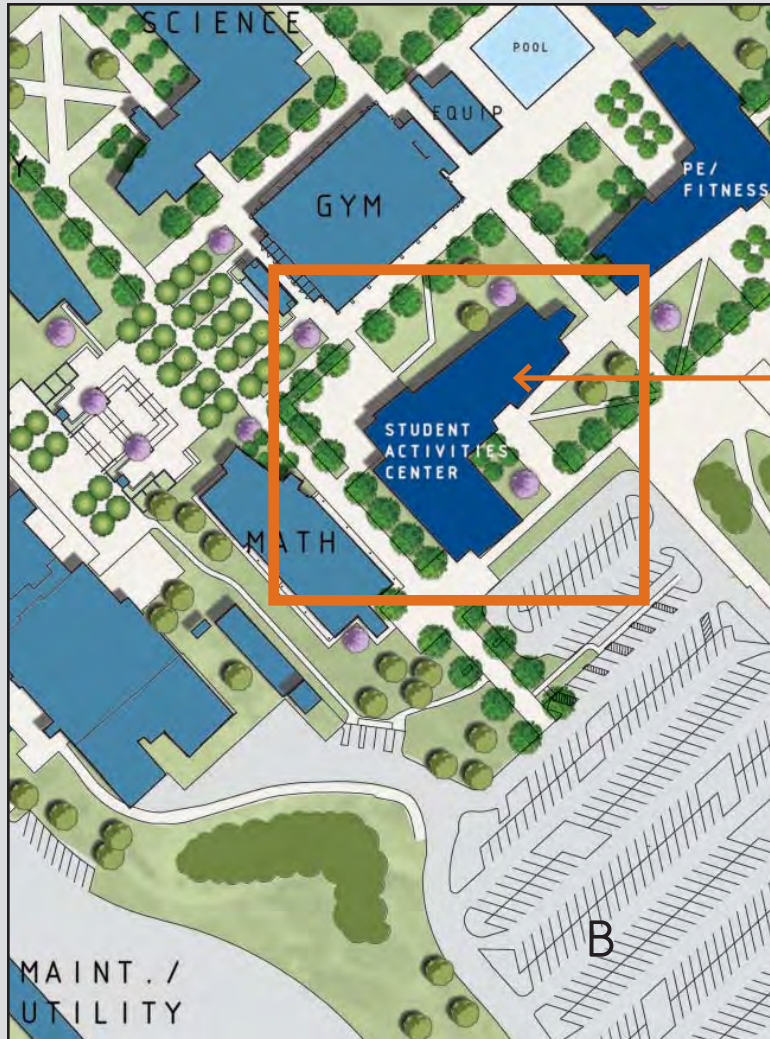 SCIENCE
POOL
EQUIP
Y
PE/
FITNESS
GYM
STUDENT
ACTIVITIES
CENTER
MATH
B
MAINT./
UTILITY